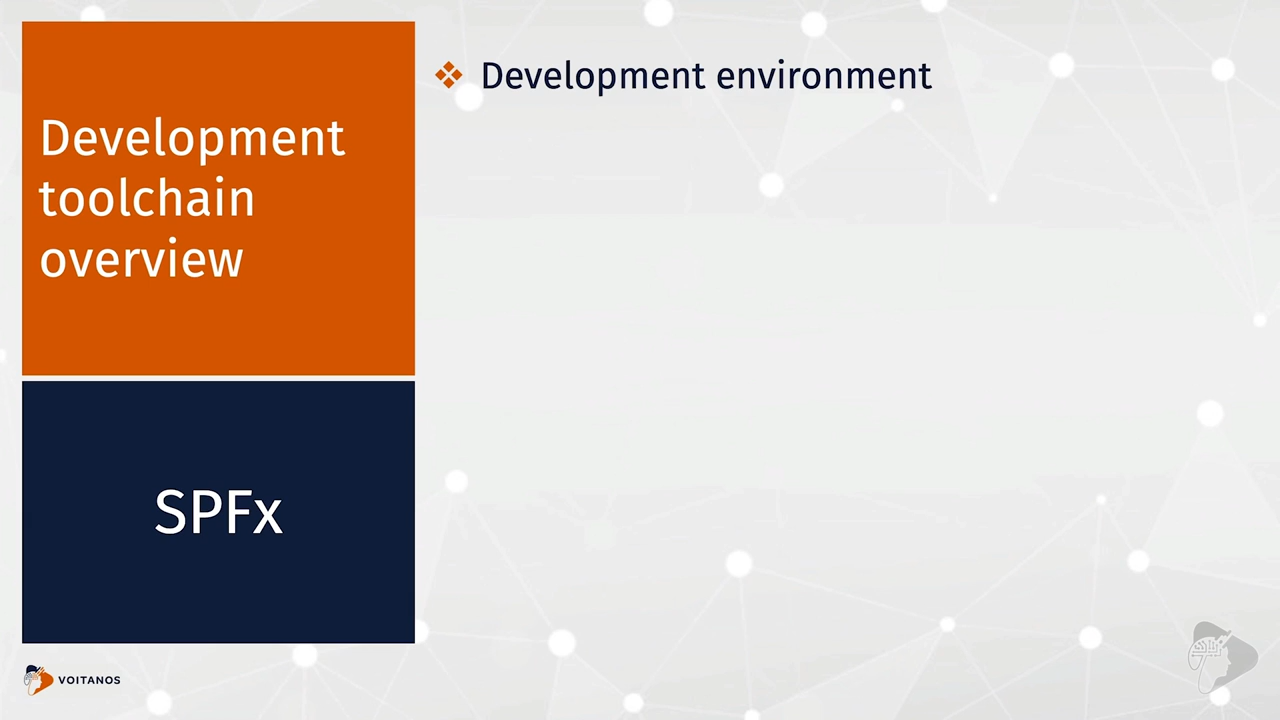 Development
toolchain
overview
Development environment
SPFx
VOITANOS